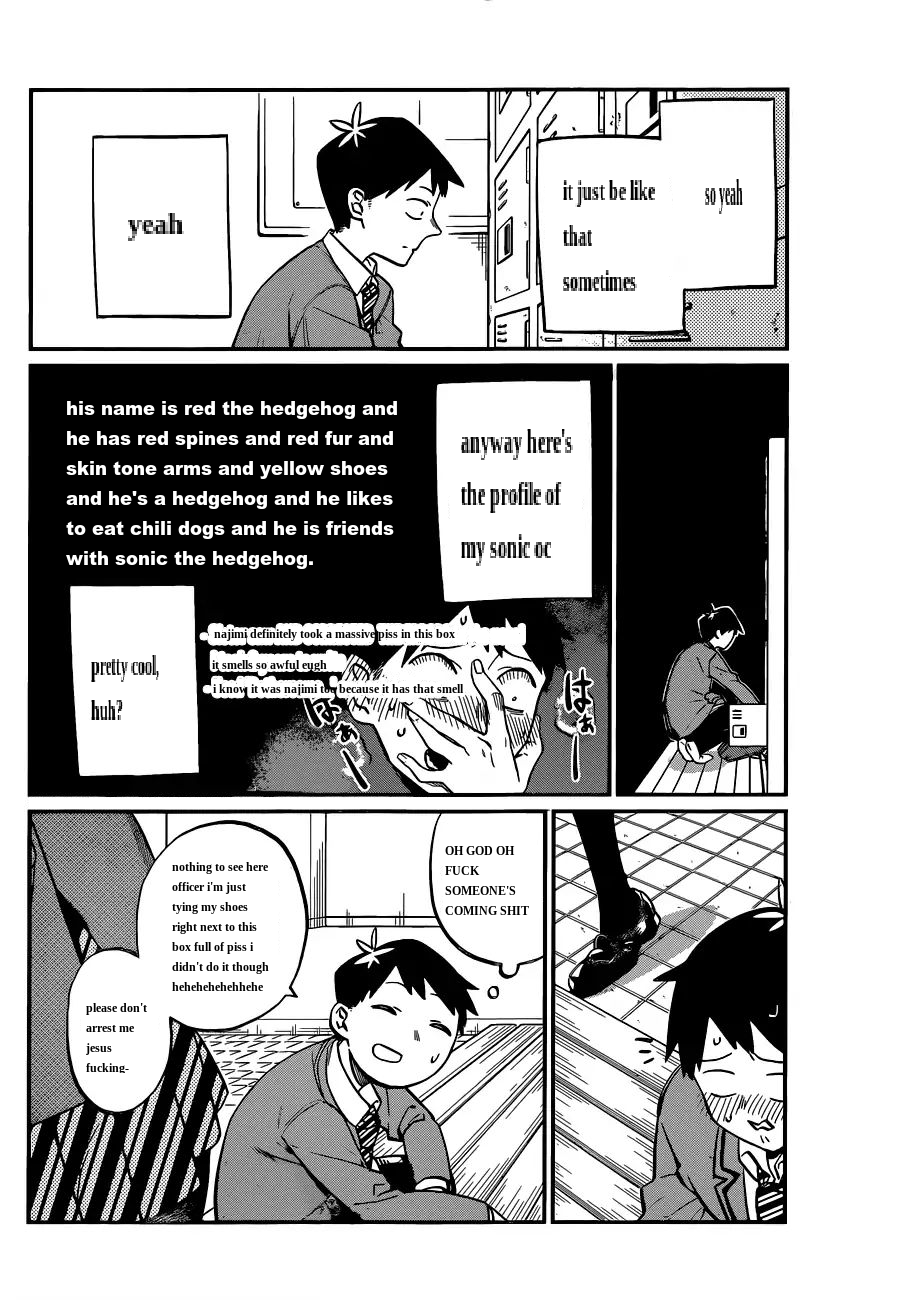 so yeah
it just be like
that
sometimes
yeah
anyway here's
the profile of
my sonic oc
his name is red the hedgehog and
he has red spines and red fur and
skin tone arms and yellow shoes
and he's a hedgehog and he likes
to eat chili dogs and he is friends
with sonic the hedgehog.
pretty cool,
huh?
najimi definitely took a massive piss in this box
it smells so awful eugh
i know it was najimi too because it has that smell
はぁー
はぁー
OH GOD OH
FUCK
SOMEONE'S
COMING SHIT
nothing to see here
officer i'm just
tying my shoes
right next to this
box full of piss i
didn't do it though
hehehehehehhehe
please don't
arrest me
jesus
fucking-